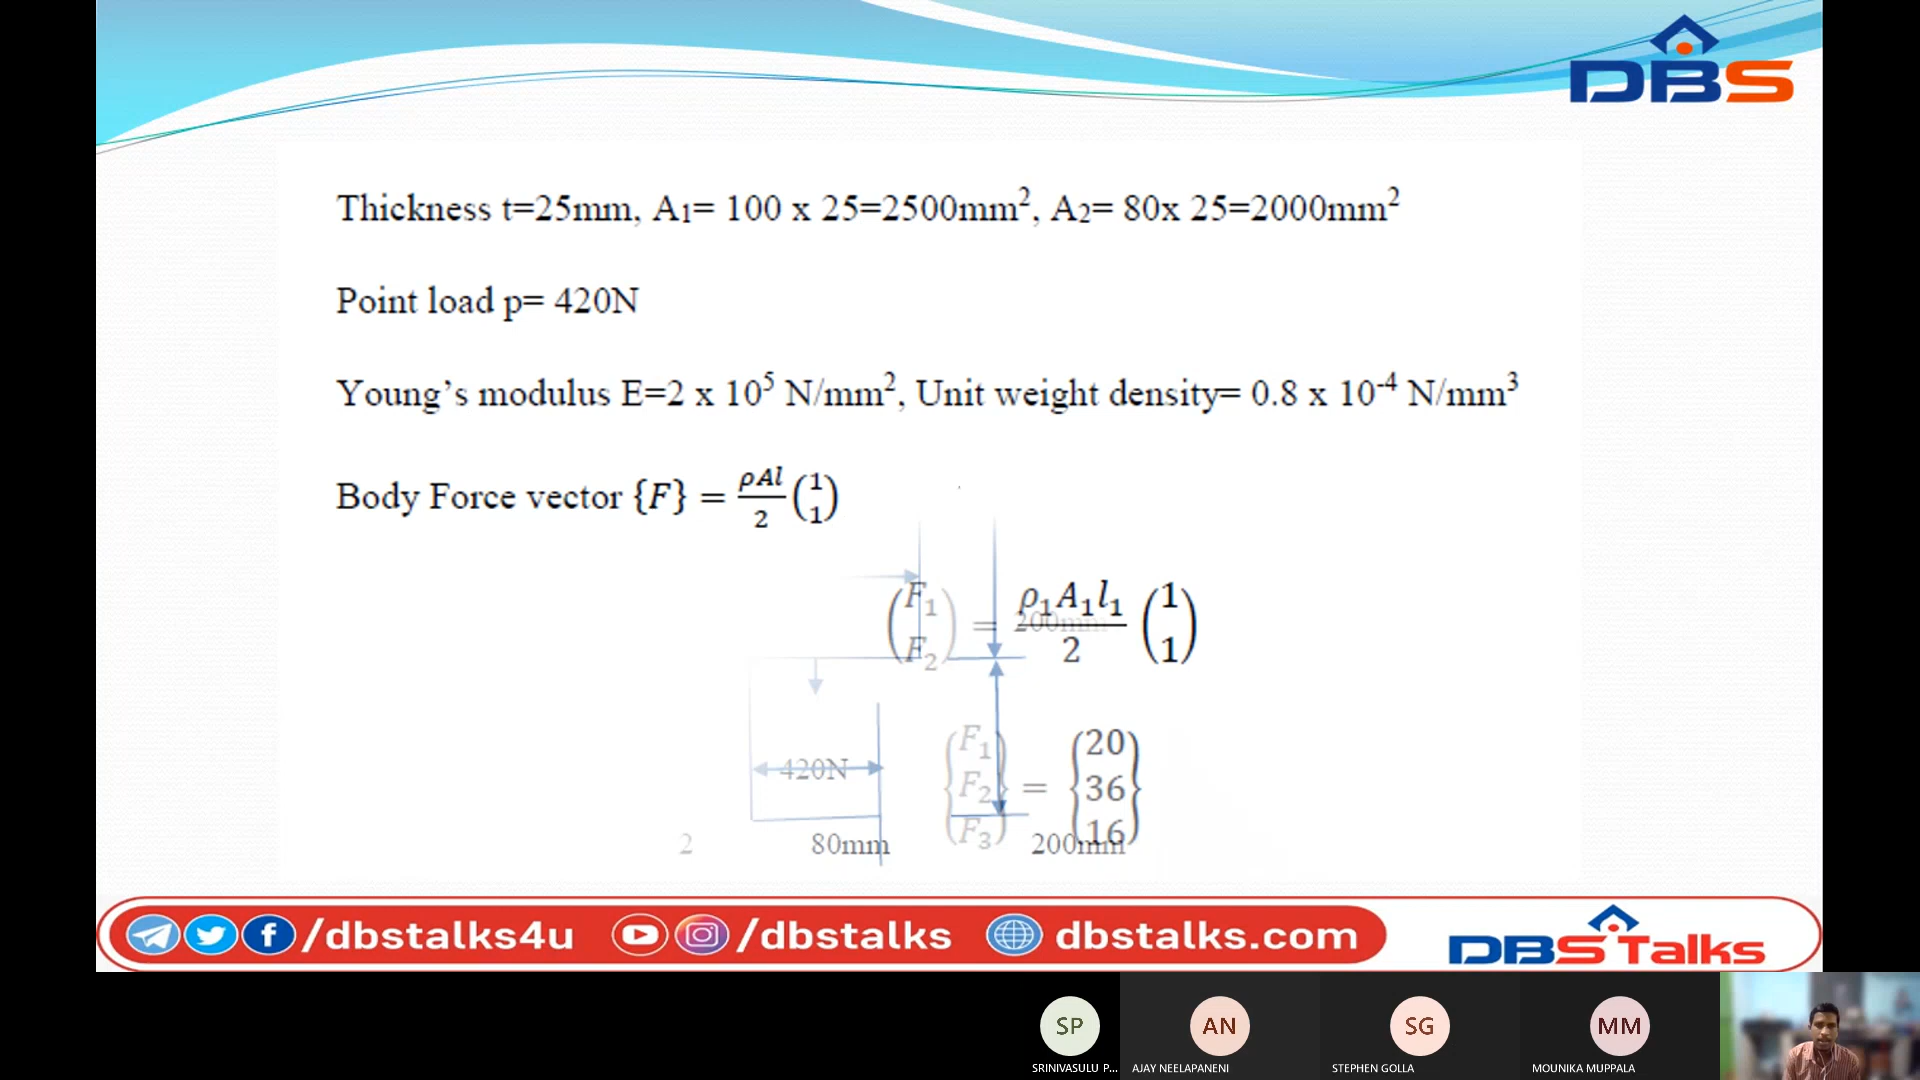 DBS
Thickness t=25mm, A1= 100 x 25=2500mm², A2= 80x 25=2000mm²
Point load p= 420N
Young's modulus E=2 x 10⁵ N/mm², Unit weight density= 0.8 x 10⁻⁴ N/mm³
Body Force vector {F} = ρAl/2 (1 1)
(F₁ F₂) = ρ₁A₁l₁/2 (1 1)
200mm
{F₁ F₂ F₃} = {20 36 16}
420N
2 80mm 200mm
/dbstalks4u /dbstalks dbstalks.com DBS Talks
SP AN SG MM
SRINIVASULU P... AJAY NEELAPANENI STEPHEN GOLLA MOUNIKA MUPPALA